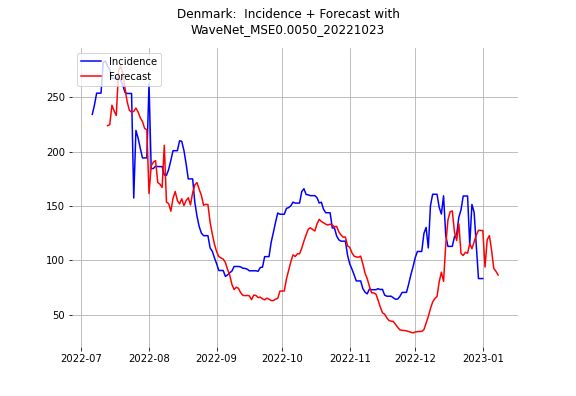 Denmark:  Incidence + Forecast with
WaveNet_MSE0.0050_20221023
Incidence
Forecast
250
200
150
100
50
2022-07 2022-08 2022-09 2022-10 2022-11 2022-12 2023-01